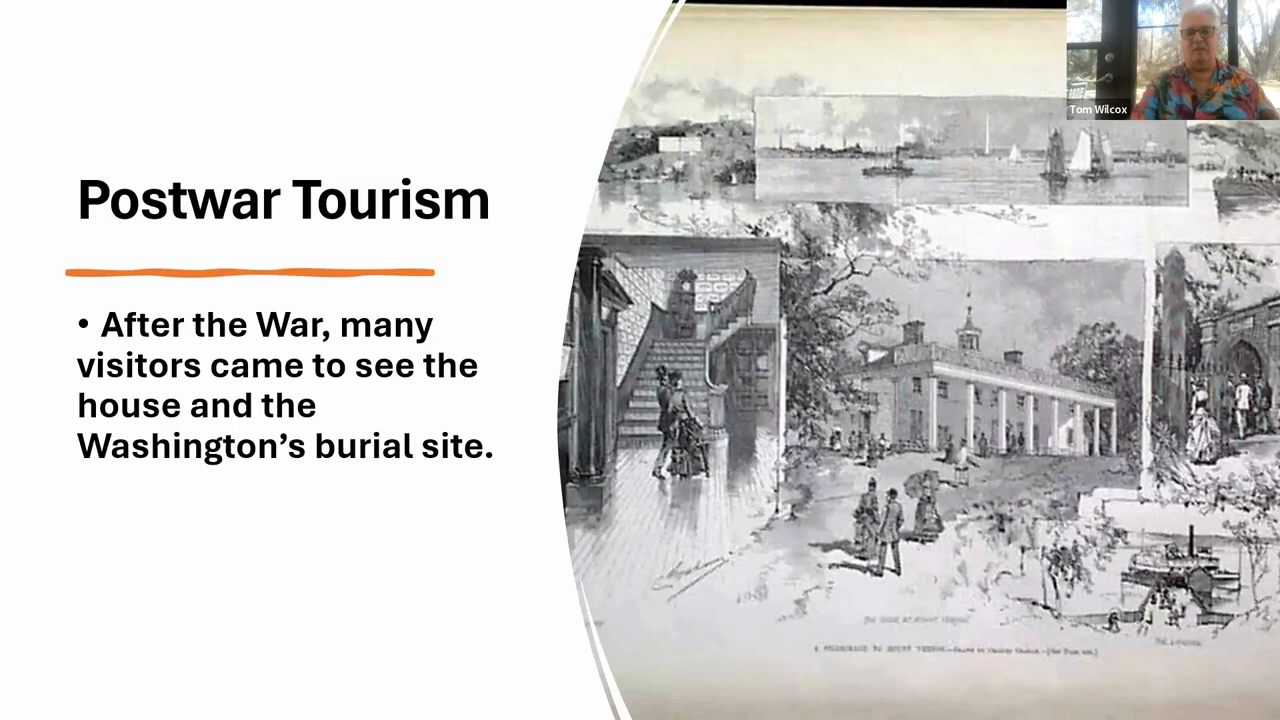 Postwar Tourism
• After the War, many
visitors came to see the
house and the
Washington’s burial site.
Tom Wilcox